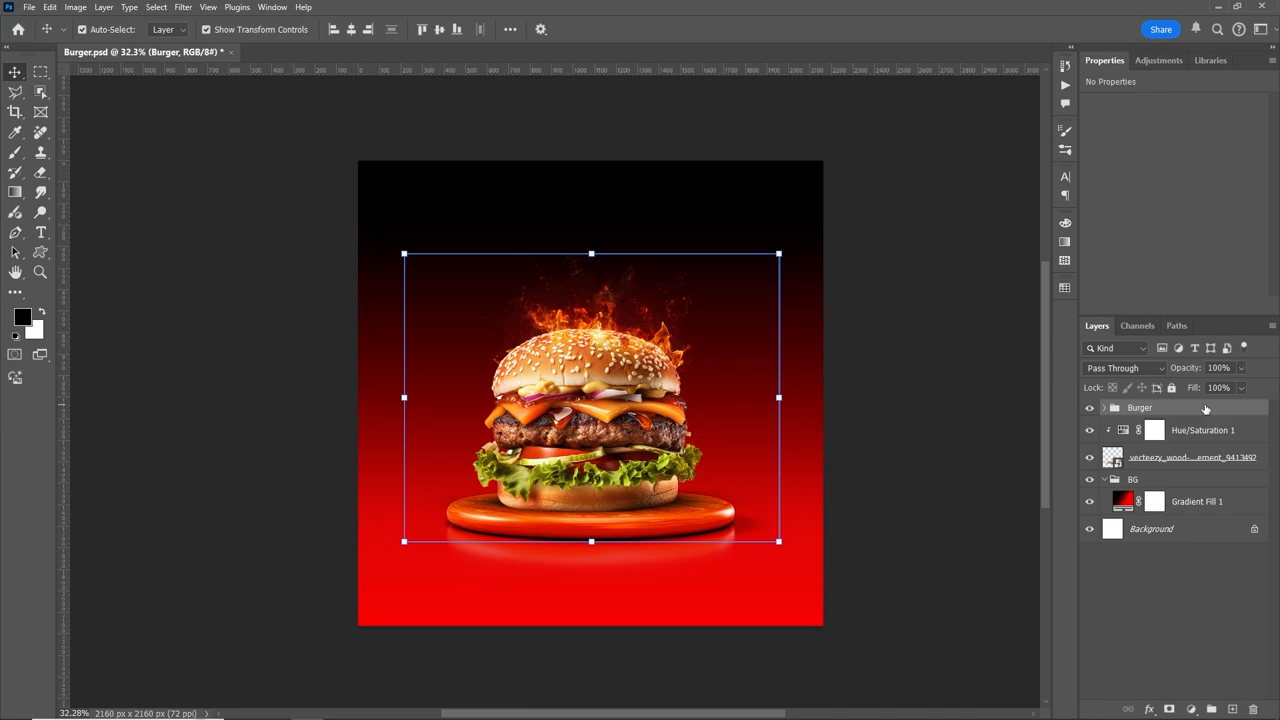 Ps File Edit Image Layer Type Select Filter View Plugins Window Help
Auto-Select: Layer Show Transform Controls Share
Burger.psd @ 32.3% (Burger, RGB/8#) * ×
Properties Adjustments Libraries
No Properties
Layers Channels Paths
Kind
Pass Through Opacity: 100%
Lock: Fill: 100%
Burger
Hue/Saturation 1
vecteezy_wood-...ement_9413492
BG
Gradient Fill 1
Background
32.28% 2160 px x 2160 px (72 ppi)